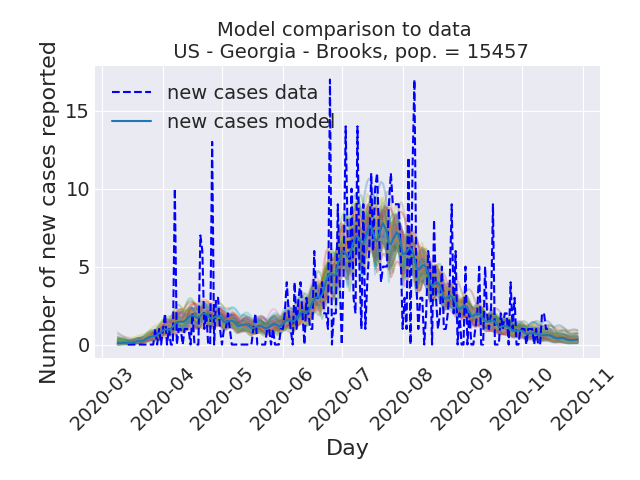 Model comparison to data
US - Georgia - Brooks, pop. = 15457
new cases data
new cases model
Number of new cases reported
15
10
5
0
2020-03
2020-04
2020-05
2020-06
2020-07
2020-08
2020-09
2020-10
2020-11
Day